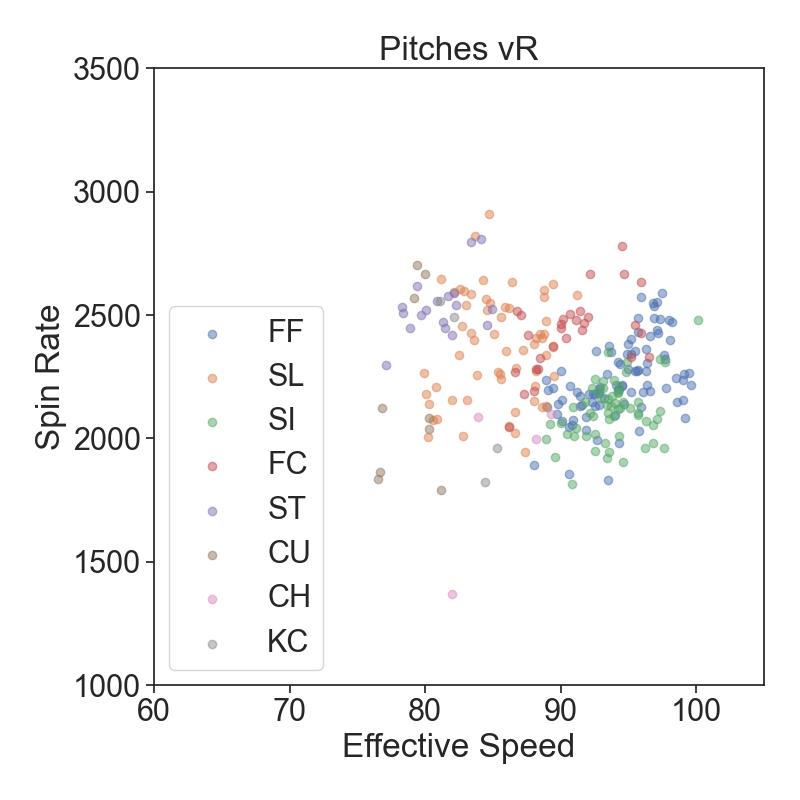 Pitches vR
3500
3000
2500
2000
1500
1000
Spin Rate
FF
SL
SI
FC
ST
CU
CH
KC
60 70 80 90 100
Effective Speed